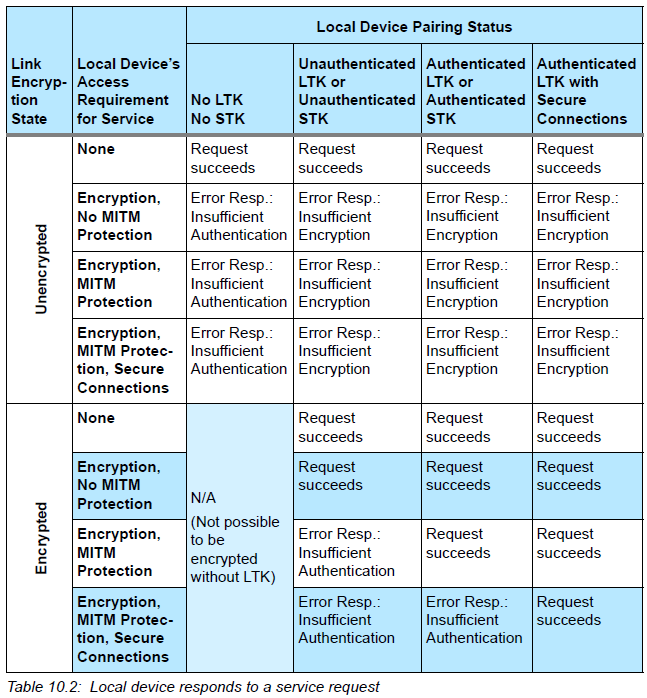 Local Device Pairing Status
Link
Encryp-
tion
State
Local Device's
Access
Requirement
for Service
No LTK
No STK
Unauthenticated
LTK or
Unauthenticated
STK
Authenticated
LTK or
Authenticated
STK
Authenticated
LTK with
Secure
Connections
Unencrypted
None
Request
succeeds
Request
succeeds
Request
succeeds
Request
succeeds
Encryption,
No MITM
Protection
Error Resp.:
Insufficient
Authentication
Error Resp.:
Insufficient
Encryption
Error Resp.:
Insufficient
Encryption
Error Resp.:
Insufficient
Encryption
Encryption,
MITM
Protection
Error Resp.:
Insufficient
Authentication
Error Resp.:
Insufficient
Encryption
Error Resp.:
Insufficient
Encryption
Error Resp.:
Insufficient
Encryption
Encryption,
MITM Protec-
tion, Secure
Connections
Error Resp.:
Insufficient
Authentication
Error Resp.:
Insufficient
Encryption
Error Resp.:
Insufficient
Encryption
Error Resp.:
Insufficient
Encryption
Encrypted
None
N/A
(Not possible
to be
encrypted
without LTK)
Request
succeeds
Request
succeeds
Request
succeeds
Encryption,
No MITM
Protection
Request
succeeds
Request
succeeds
Request
succeeds
Encryption,
MITM
Protection
Error Resp.:
Insufficient
Authentication
Request
succeeds
Request
succeeds
Encryption,
MITM Protec-
tion, Secure
Connections
Error Resp.:
Insufficient
Authentication
Error Resp.:
Insufficient
Authentication
Request
succeeds
Table 10.2: Local device responds to a service request